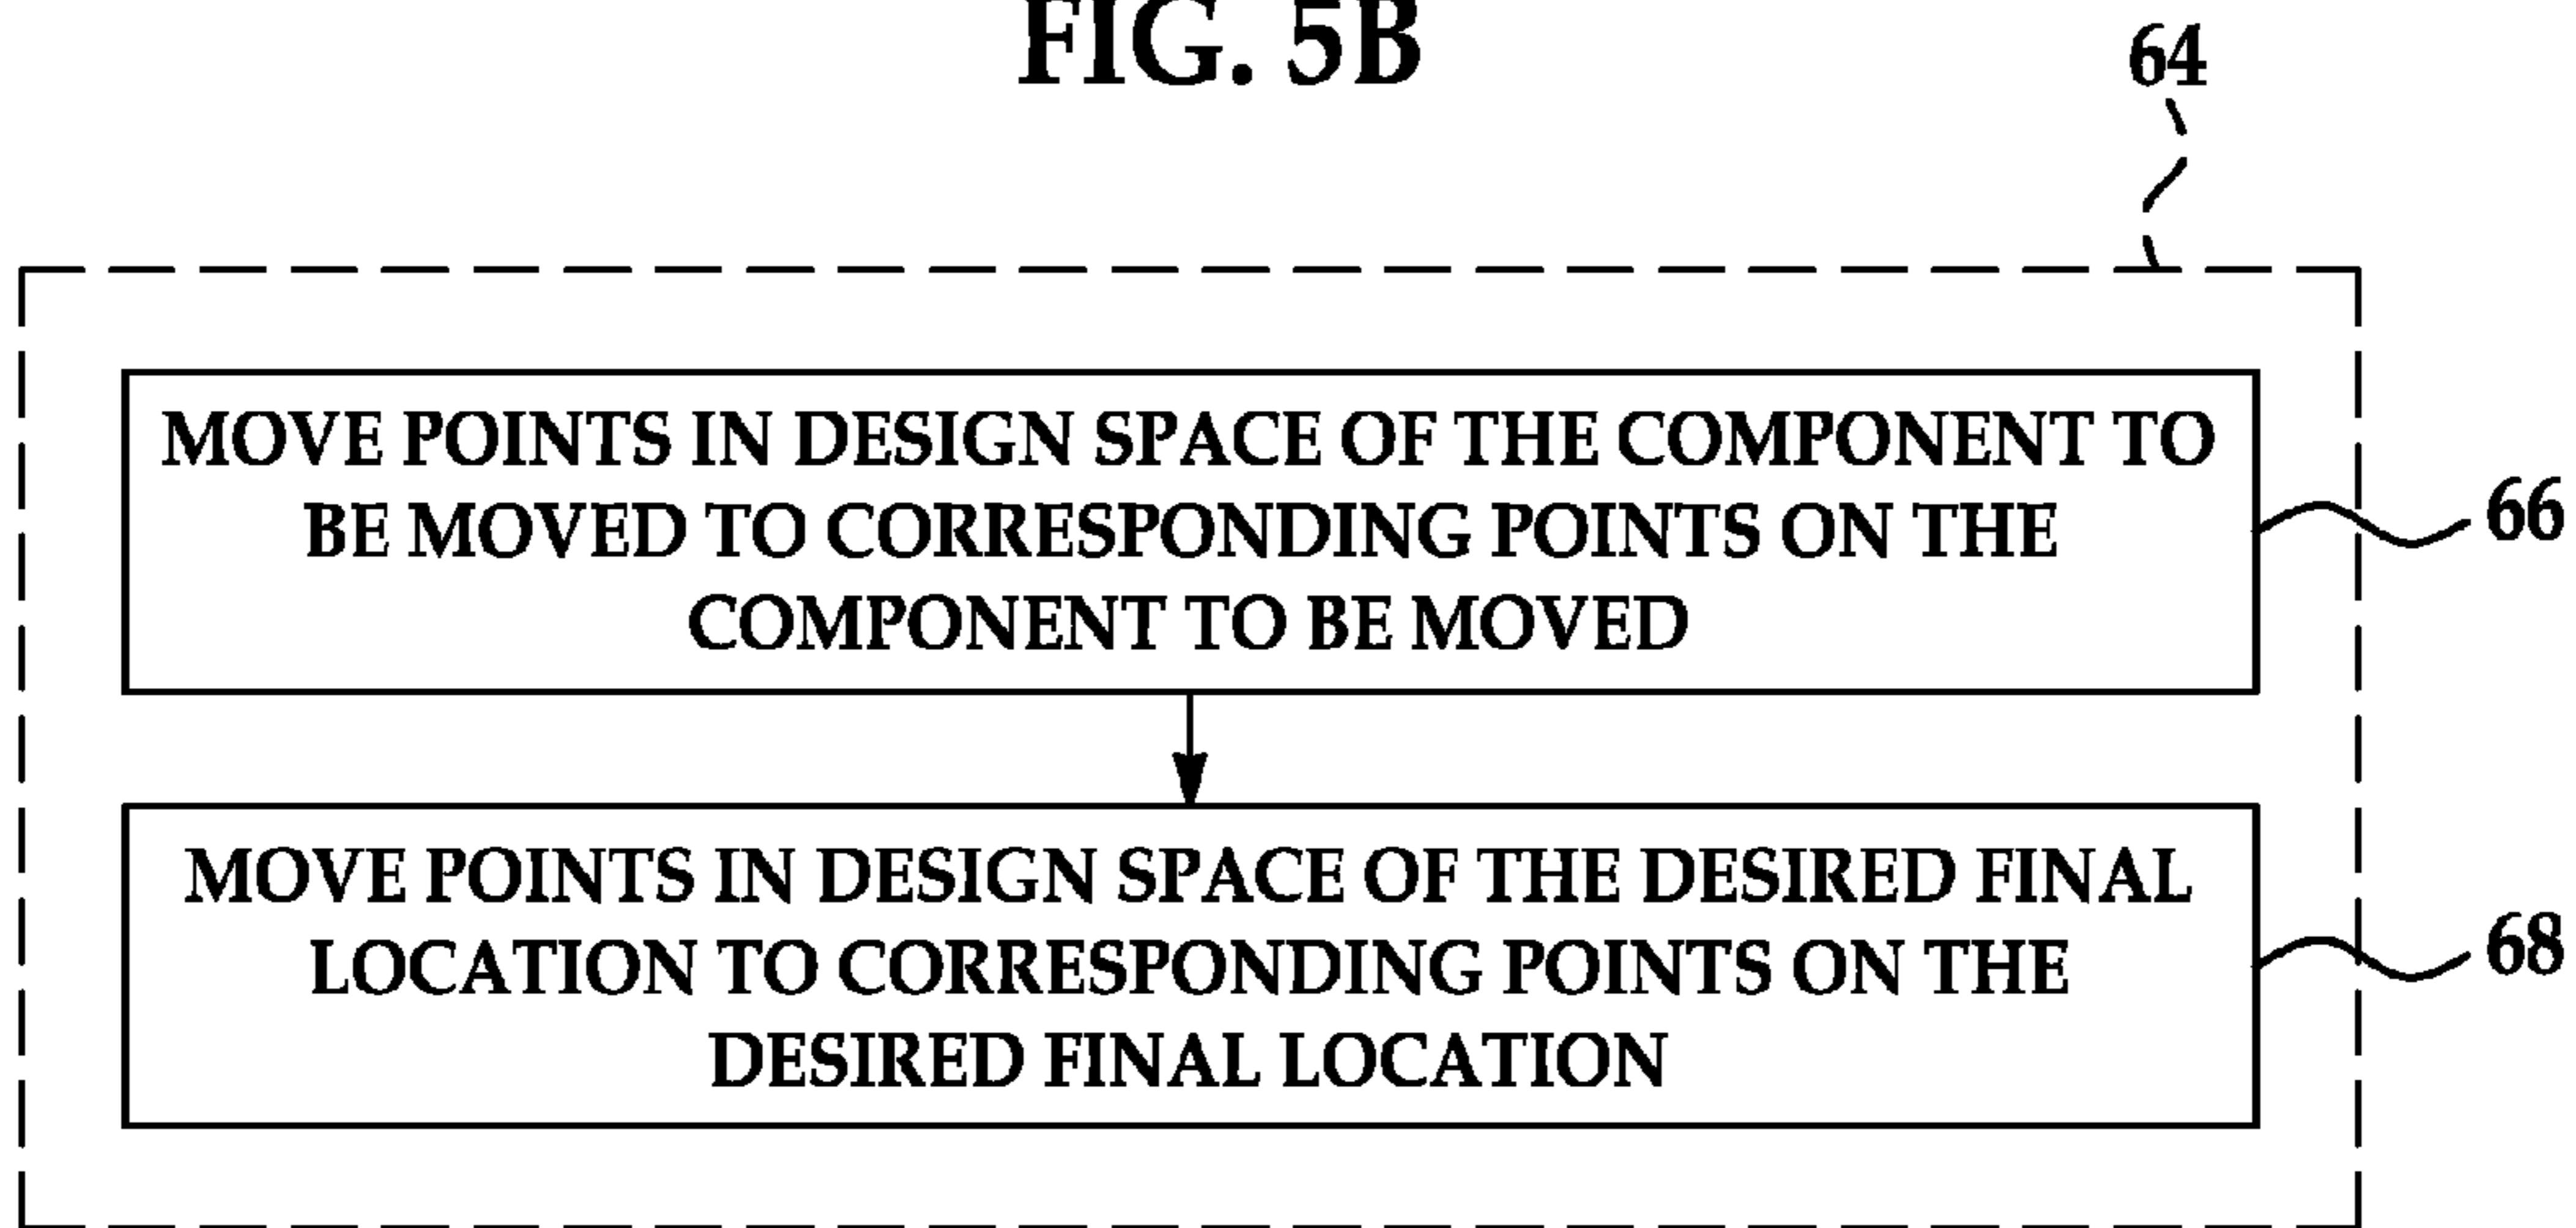 FIG. 5B
64
MOVE POINTS IN DESIGN SPACE OF THE COMPONENT TO
BE MOVED TO CORRESPONDING POINTS ON THE
COMPONENT TO BE MOVED
66
MOVE POINTS IN DESIGN SPACE OF THE DESIRED FINAL
LOCATION TO CORRESPONDING POINTS ON THE
DESIRED FINAL LOCATION
68